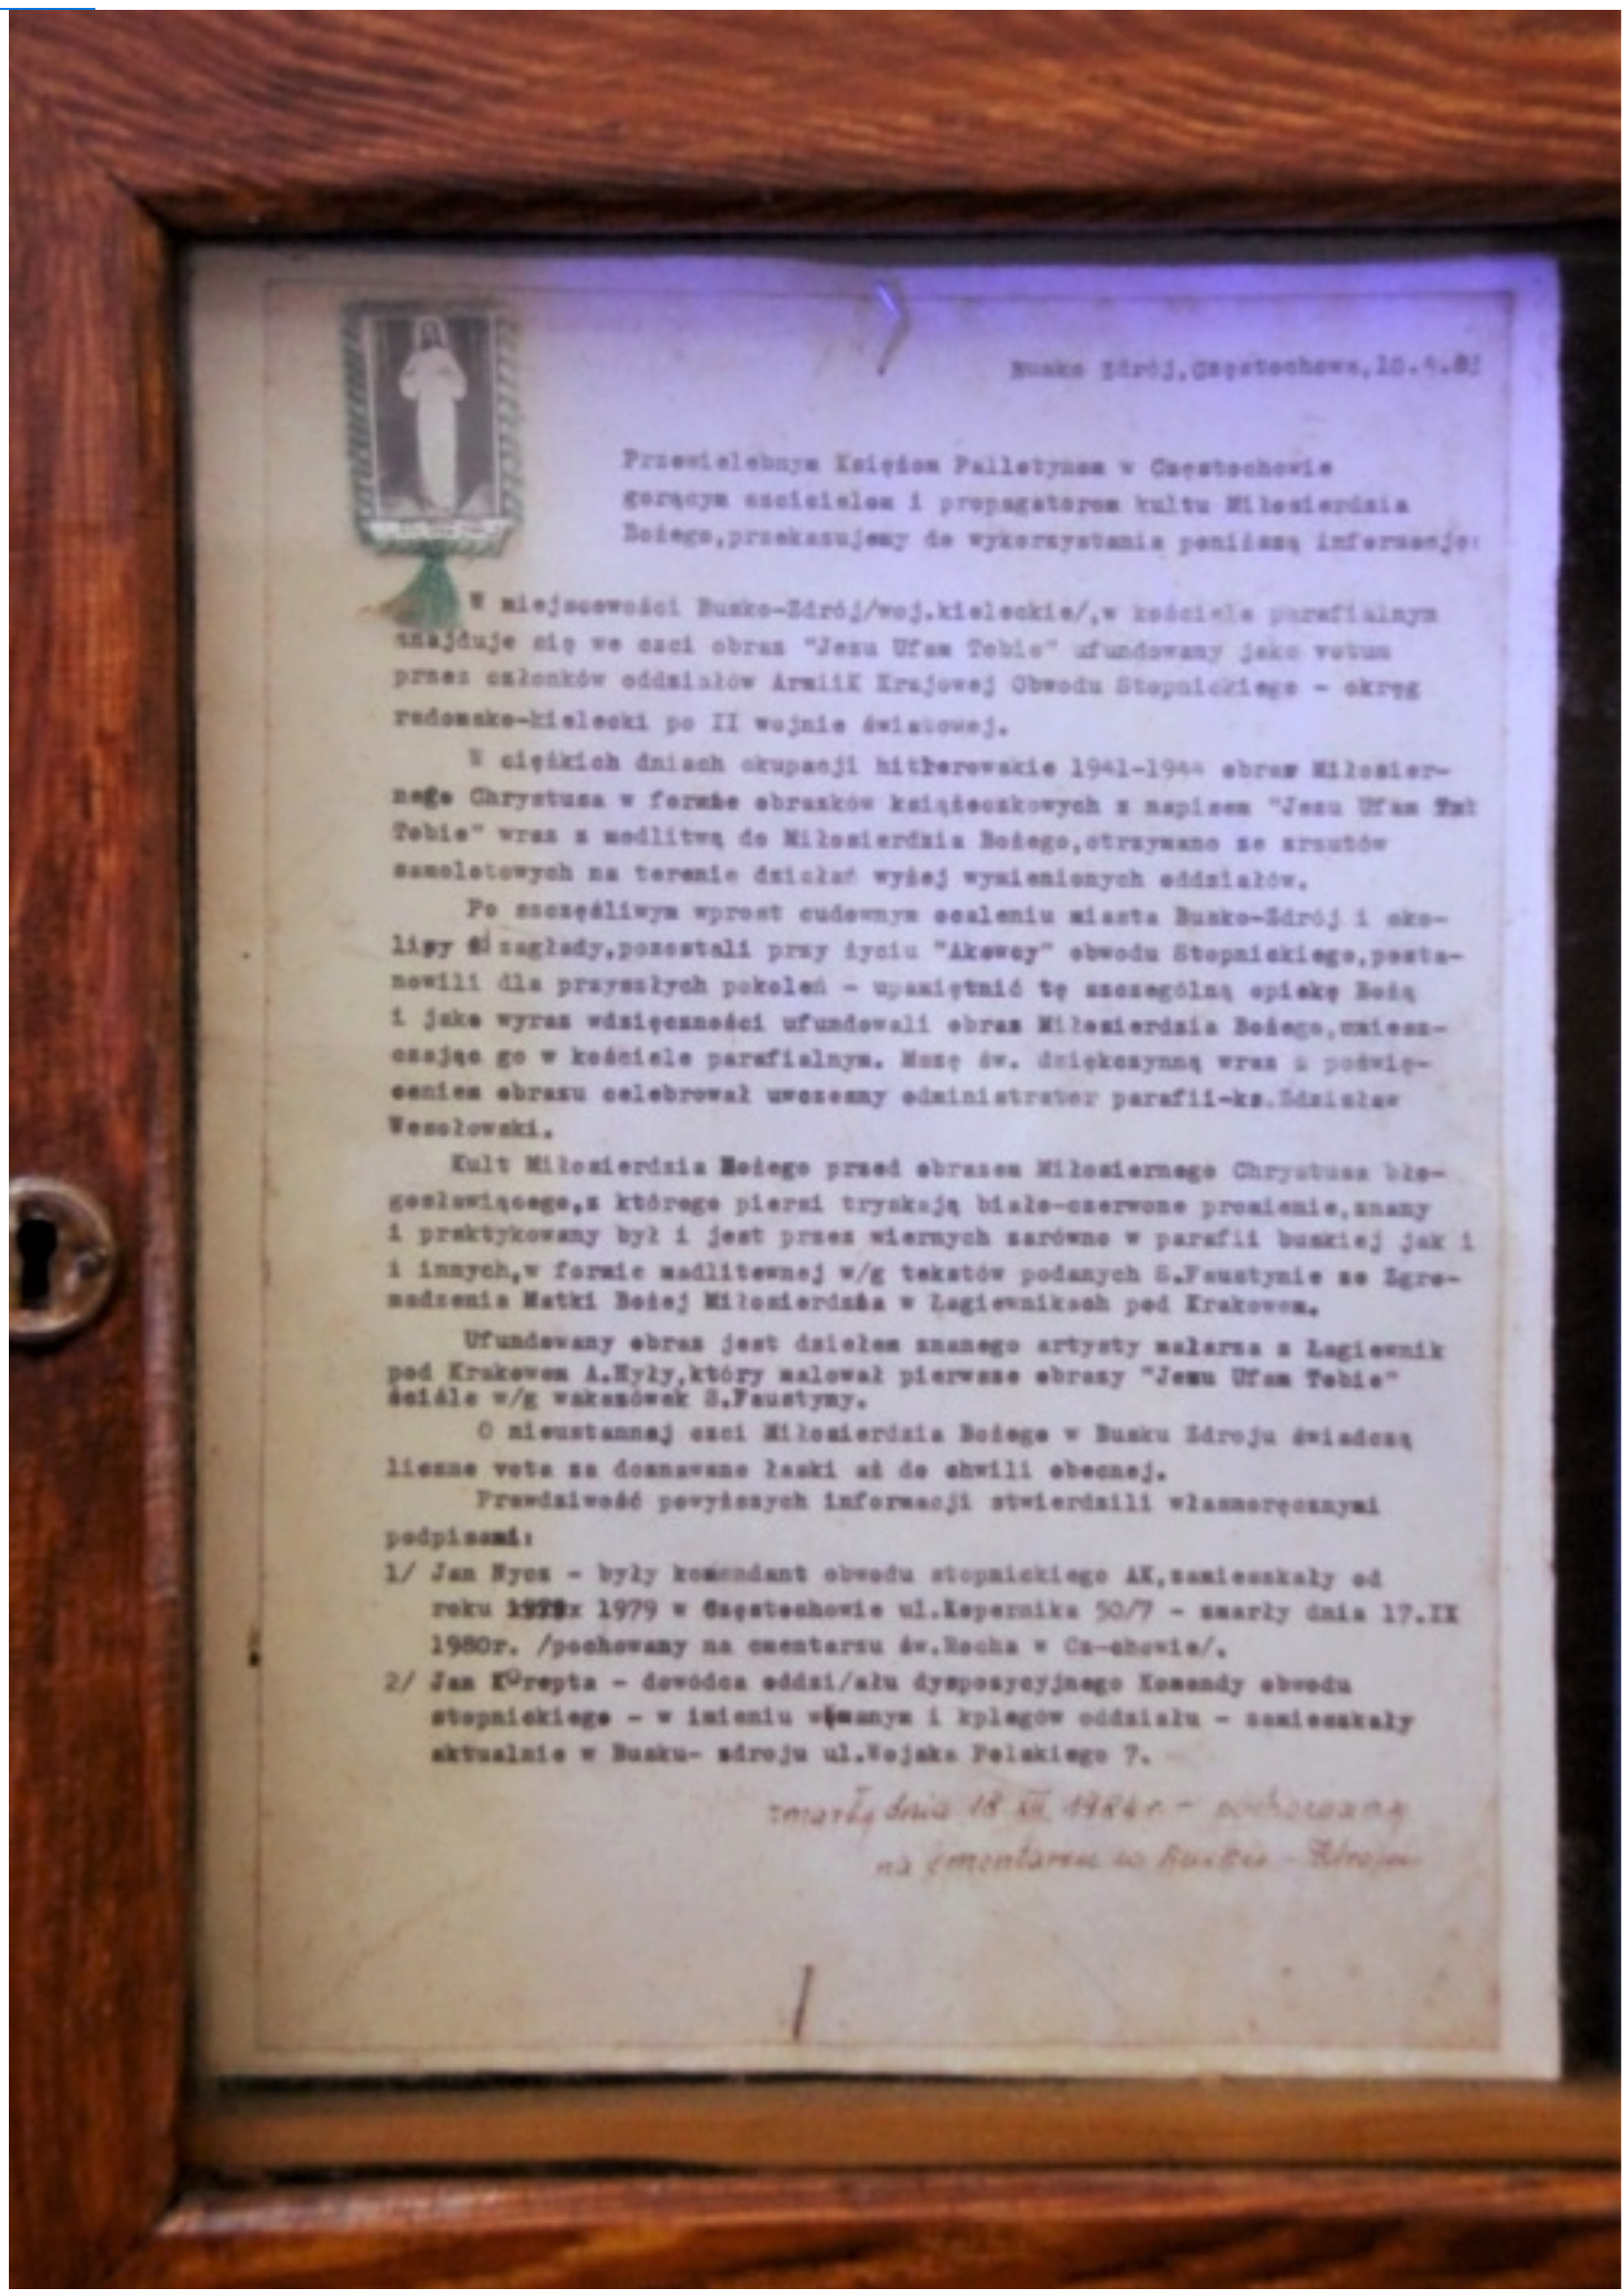 Busko Zdrój,Częstochowa,10.
Przewielebnym Księżom Palletynom w Częstochowie
gorącym czcicielom i propagatorom kultu Miłosierdzia
Bożego,przekazujemy do wykorzystania poniższą informację:
W miejscowości Busko-Zdrój/woj.kieleckie/,w kościele parafialnym
znajduje się we czci obraz "Jezu Ufam Tobie" ufundowany jako votum
przez członków oddziałów ArmiiK Krajowej Obwodu Stopnickiego - okręg
radomsko-kielecki po II wojnie światowej.
W ciężkich dniach okupacji hitlerowskie 1941-1944 obraz Miłosier-
nego Chrystusa w formie obrazków książeczkowych z napisem "Jezu Ufam
Tobie" wraz z modlitwą do Miłosierdzia Bożego,otrzymano ze zrzutów
samolotowych na terenie działań wyżej wymienionych oddziałów.
Po szczęśliwym wprost cudownym ocaleniu miasta Busko-Zdrój i oko-
licy zagłady,pozostali przy życiu "Akowcy" obwodu Stopnickiego,posta-
nowili dla przyszłych pokoleń - upamiętnić tę szczególną opiekę Bożą
i jako wyraz wdzięczności ufundowali obraz Miłosierdzia Bożego,umiesz-
czając go w kościele parafialnym. Mszę św. dziękczynną wraz z poświę-
ceniem obrazu celebrował uwczesny administrator parafii-ks.Zdzisław
Wesołowski.
Kult Miłosierdzia Bożego przed obrazem Miłosiernego Chrystusa bło-
gosławiącego,z którego piersi tryskają biało-czerwone promienie,znany
i praktykowany był i jest przez wiernych zarówno w parafii buskiej jak i
i innych,w formie modlitewnej w/g tekstów podanych S.Faustynie ze Zgro-
madzenia Matki Bożej Miłosierdzia w Łagiewnikach pod Krakowem.
Ufundowany obraz jest dziełem znanego artysty malarza z Łagiewnik
pod Krakowem A.Hyły,który malował pierwsze obrazy "Jezu Ufam Tobie"
ściśle w/g wskazówek S.Faustyny.
O nieustannej czci Miłosierdzia Bożego w Busku Zdroju świadczą
liczne vota za doznawane łaski aż do chwili obecnej.
Prawdziwość powyższych informacji stwierdzili własnoręcznymi
podpisami:
1/ Jan Nycz - były komendant obwodu stopnickiego AK,zamieszkały od
roku 1979 w Częstochowie ul.Kopernika 50/7 - zmarły dnia 17.IX
1980r. /pochowany na cmentarzu św.Rocha w Cz-chowie/.
2/ Jan Korepta - dowódca oddzi/ału dyspozycyjnego Komendy obwodu
stopnickiego - w imieniu własnym i kplegów oddziału - zamieszkały
aktualnie w Busku- zdroju ul.Wojska Polskiego 7.
zmarły dnia 18 XII - pochowany
na cmentarzu w Busku - Zdroju